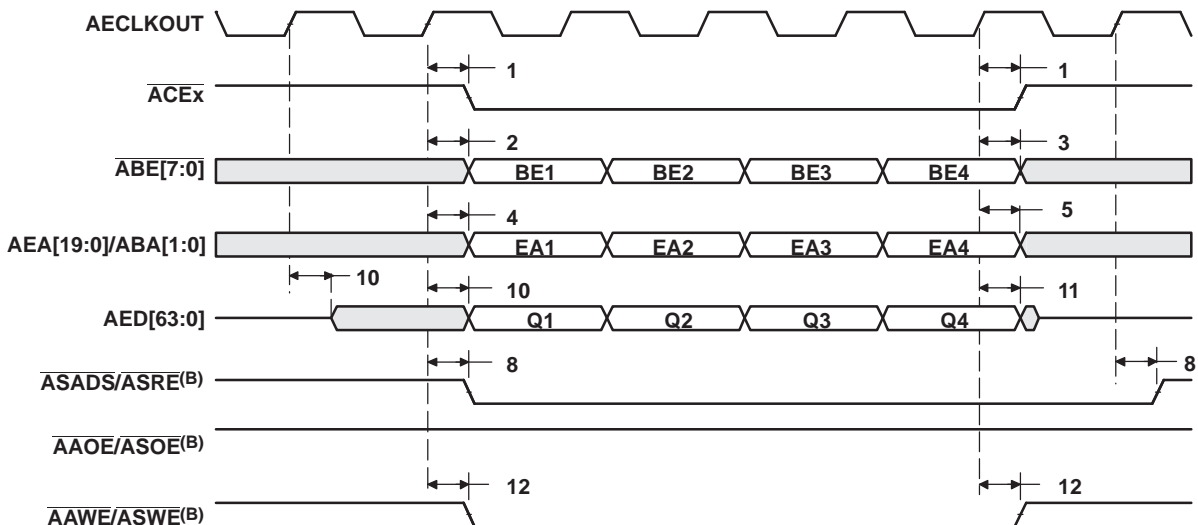 AECLKOUT
1 1
ACEx
2 3
ABE[7:0] BE1 BE2 BE3 BE4
4 5
AEA[19:0]/ABA[1:0] EA1 EA2 EA3 EA4
10 10 11
AED[63:0] Q1 Q2 Q3 Q4
8 8
ASADS/ASRE(B)
AAOE/ASOE(B)
12 12
AAWE/ASWE(B)